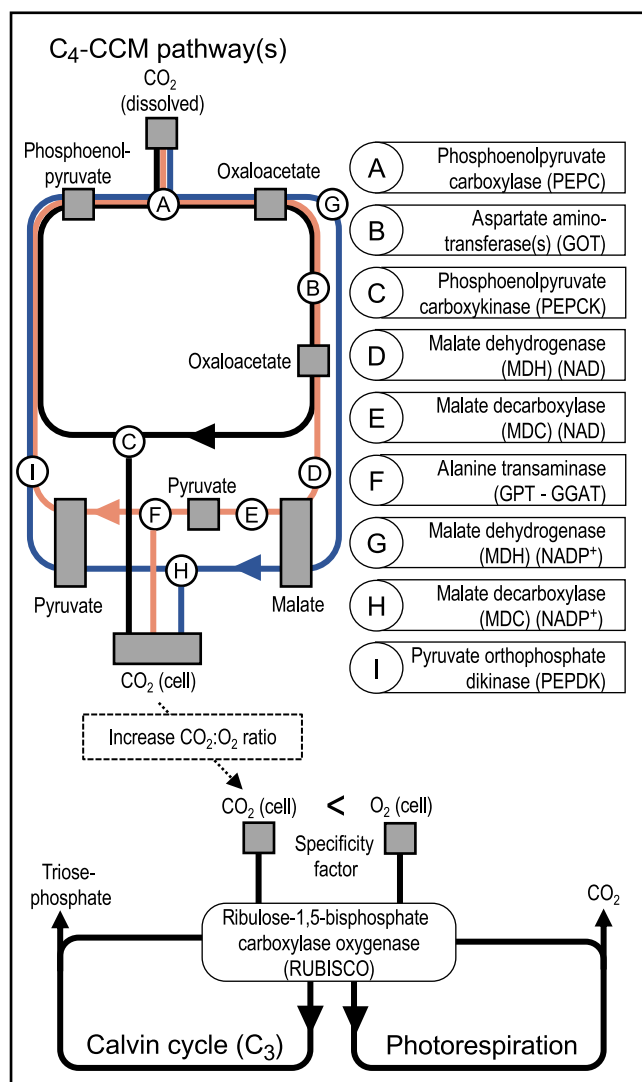 C4-CCM pathway(s)
CO2
(dissolved)
Phosphoenol-
pyruvate
Oxaloacetate
A
G
B
Oxaloacetate
C
I
D
Pyruvate
F
E
H
Pyruvate
Malate
CO2 (cell)
A
Phosphoenolpyruvate
carboxylase (PEPC)
B
Aspartate amino-
transferase(s) (GOT)
C
Phosphoenolpyruvate
carboxykinase (PEPCK)
D
Malate dehydrogenase
(MDH) (NAD)
E
Malate decarboxylase
(MDC) (NAD)
F
Alanine transaminase
(GPT - GGAT)
G
Malate dehydrogenase
(MDH) (NADP+)
H
Malate decarboxylase
(MDC) (NADP+)
I
Pyruvate orthophosphate
dikinase (PEPDK)
Increase CO2:O2 ratio
CO2 (cell) < O2 (cell)
Specificity
factor
Triose-
phosphate
CO2
Ribulose-1,5-bisphosphate
carboxylase oxygenase
(RUBISCO)
Calvin cycle (C3)
Photorespiration